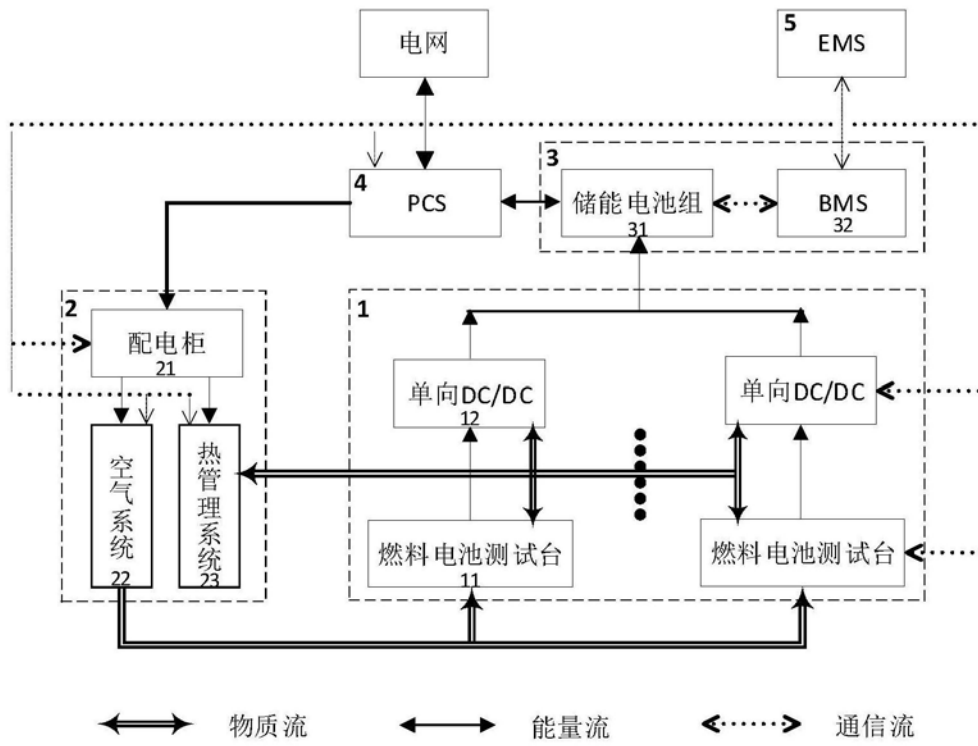 电网
5
EMS
4
PCS
3
储能电池组
31
BMS
32
2
配电柜
21
空气系统
22
热管理系统
23
1
单向DC/DC
12
单向DC/DC
燃料电池测试台
11
燃料电池测试台
物质流
能量流
通信流